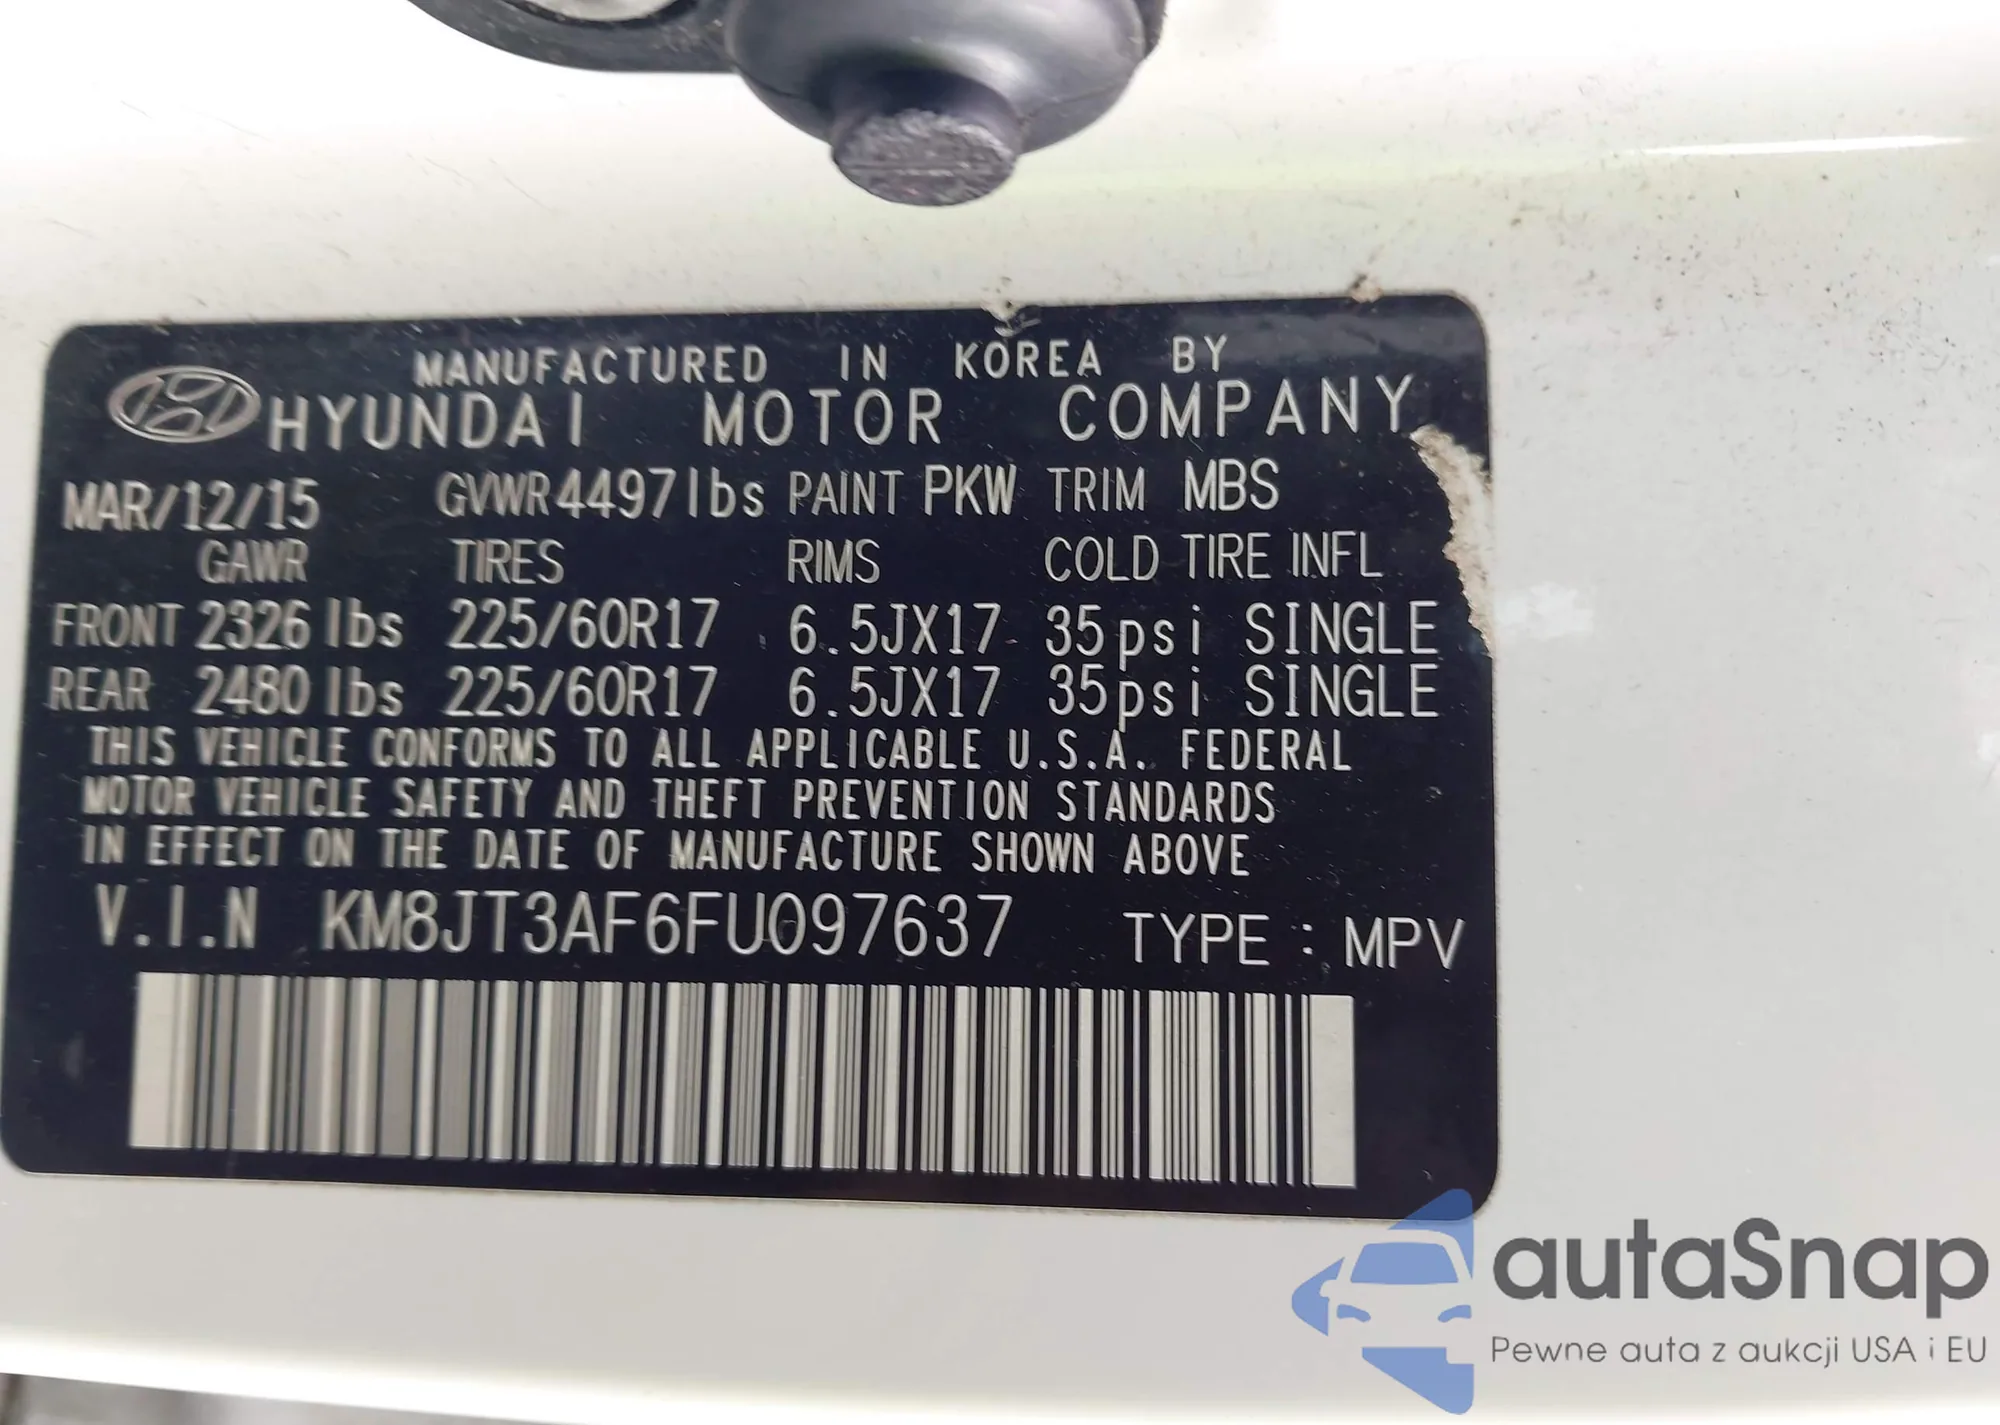 MANUFACTURED IN KOREA BY
HYUNDAI MOTOR COMPANY
MAR/12/15 GVWR4497lbs PAINT PKW TRIM MBS
GAWR TIRES RIMS COLD TIRE INFL
FRONT 2326lbs 225/60R17 6.5JX17 35psi SINGLE
REAR 2480lbs 225/60R17 6.5JX17 35psi SINGLE
THIS VEHICLE CONFORMS TO ALL APPLICABLE U.S.A. FEDERAL
MOTOR VEHICLE SAFETY AND THEFT PREVENTION STANDARDS
IN EFFECT ON THE DATE OF MANUFACTURE SHOWN ABOVE
V.I.N KM8JT3AF6FU097637 TYPE : MPV
autaSnap
Pewne auta z aukcji USA i EU